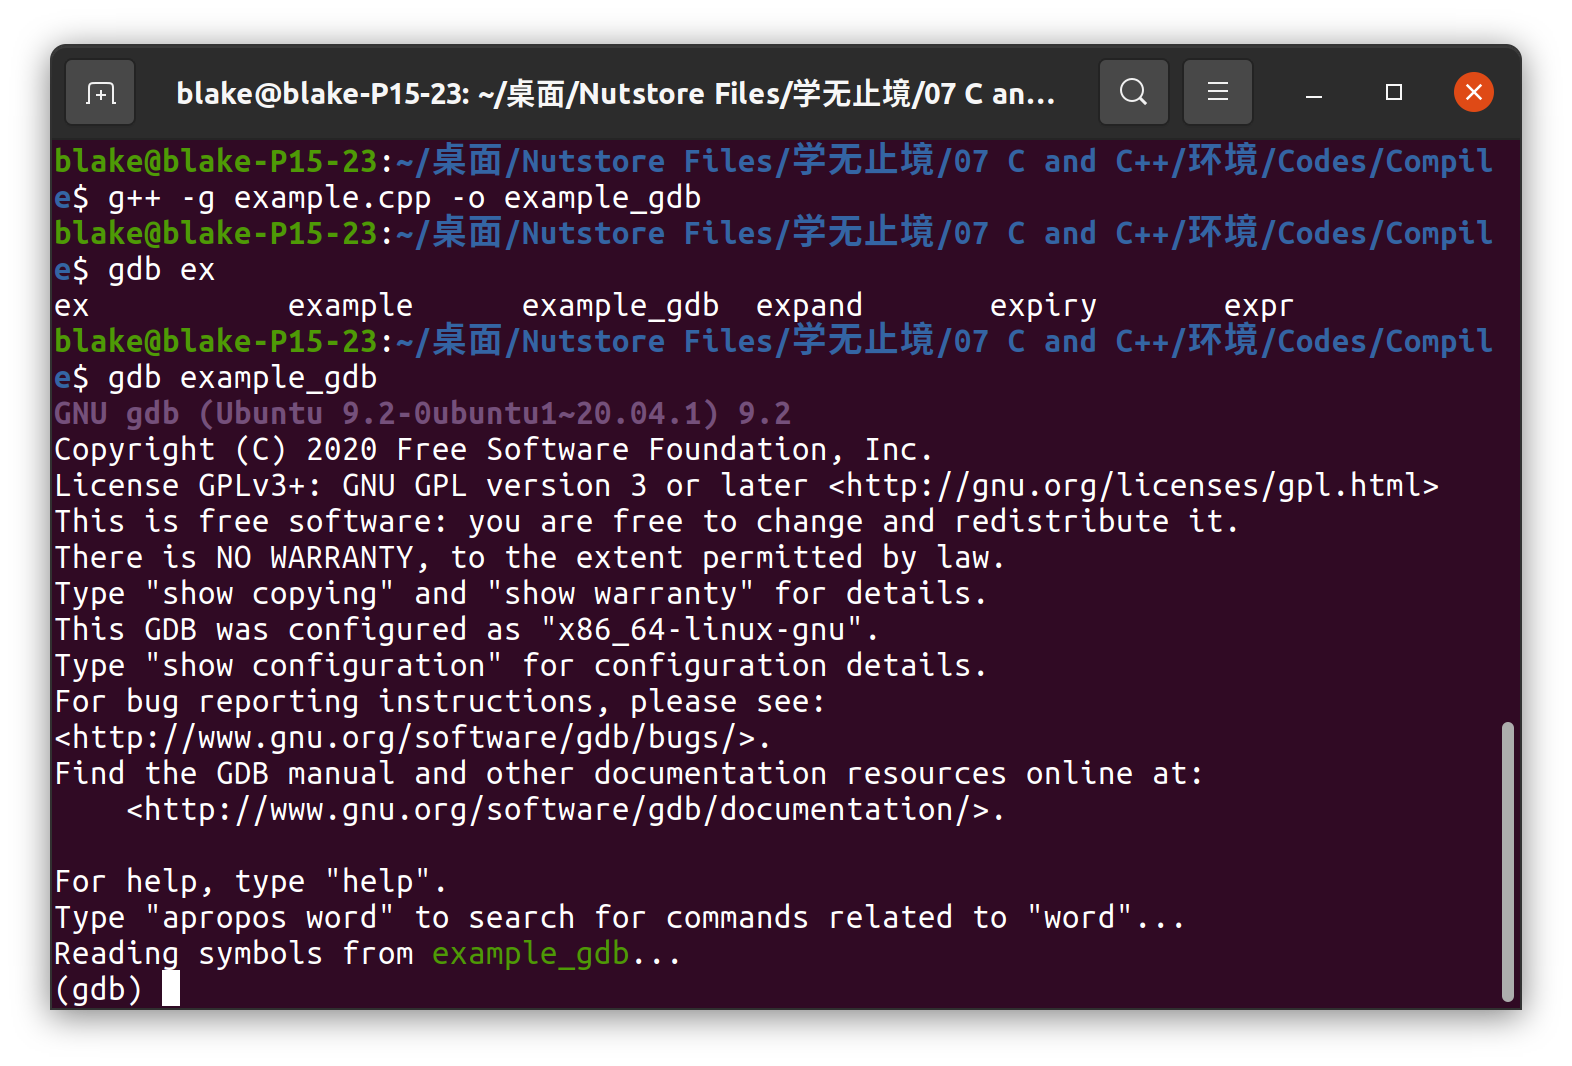 blake@blake-P15-23: ~/桌面/Nutstore Files/学无止境/07 C an...
blake@blake-P15-23:~/桌面/Nutstore Files/学无止境/07 C and C++/环境/Codes/Compil
e$ g++ -g example.cpp -o example_gdb
blake@blake-P15-23:~/桌面/Nutstore Files/学无止境/07 C and C++/环境/Codes/Compil
e$ gdb ex
ex           example      example_gdb  expand       expiry       expr
blake@blake-P15-23:~/桌面/Nutstore Files/学无止境/07 C and C++/环境/Codes/Compil
e$ gdb example_gdb
GNU gdb (Ubuntu 9.2-0ubuntu1~20.04.1) 9.2
Copyright (C) 2020 Free Software Foundation, Inc.
License GPLv3+: GNU GPL version 3 or later <http://gnu.org/licenses/gpl.html>
This is free software: you are free to change and redistribute it.
There is NO WARRANTY, to the extent permitted by law.
Type "show copying" and "show warranty" for details.
This GDB was configured as "x86_64-linux-gnu".
Type "show configuration" for configuration details.
For bug reporting instructions, please see:
<http://www.gnu.org/software/gdb/bugs/>.
Find the GDB manual and other documentation resources online at:
    <http://www.gnu.org/software/gdb/documentation/>.

For help, type "help".
Type "apropos word" to search for commands related to "word"...
Reading symbols from example_gdb...
(gdb)